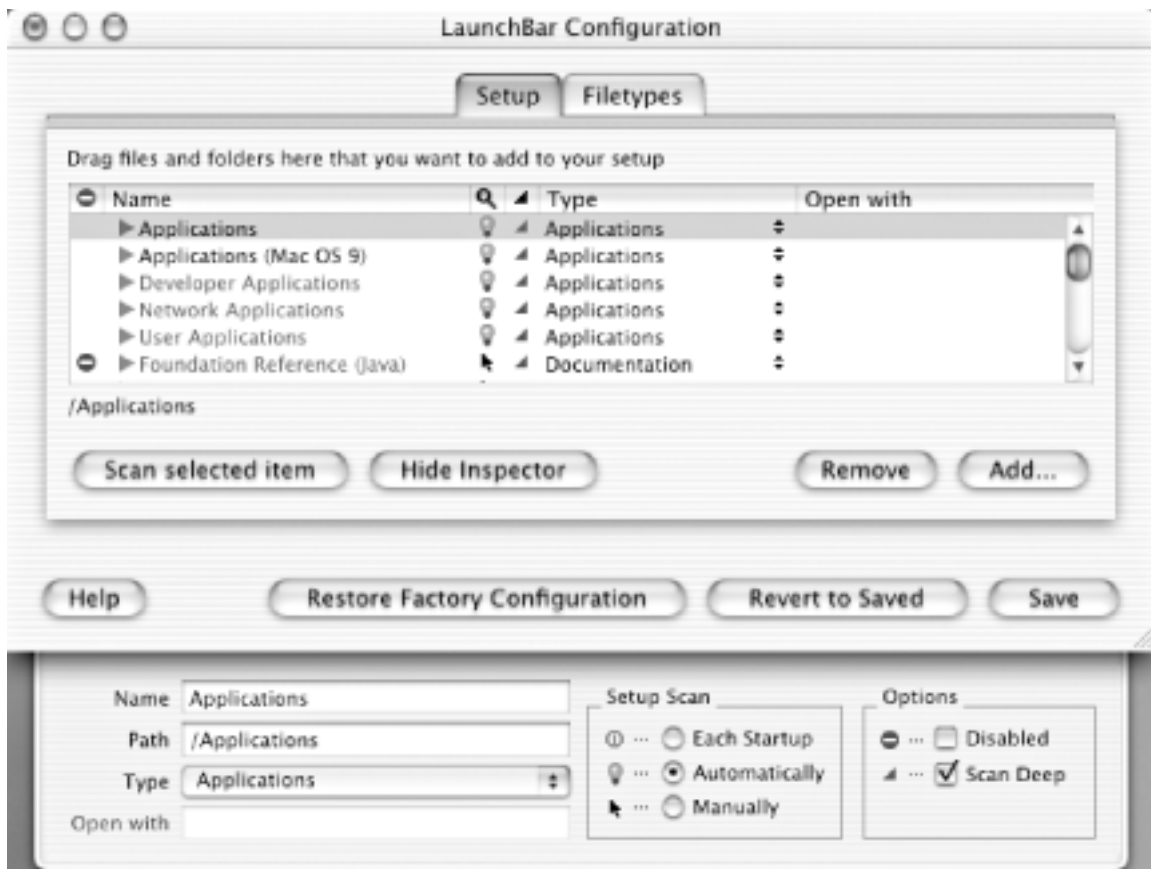 LaunchBar Configuration
Setup Filetypes
Drag files and folders here that you want to add to your setup
Name Type Open with
Applications Applications
Applications (Mac OS 9) Applications
Developer Applications Applications
Network Applications Applications
User Applications Applications
Foundation Reference (Java) Documentation
/Applications
Scan selected item Hide Inspector Remove Add...
Help Restore Factory Configuration Revert to Saved Save
Name Applications Setup Scan Options
Path /Applications ... Each Startup ... Disabled
Type Applications ... Automatically ... Scan Deep
Open with ... Manually